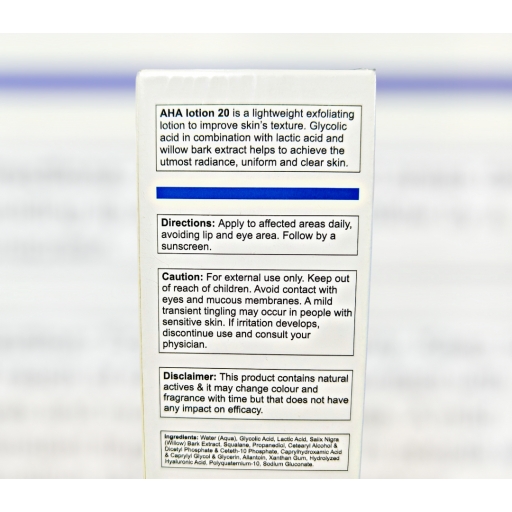 AHA lotion 20 is a lightweight exfoliating
lotion to improve skin's texture. Glycolic
acid in combination with lactic acid and
willow bark extract helps to achieve the
utmost radiance, uniform and clear skin.
Directions: Apply to affected areas daily,
avoiding lip and eye area. Follow by a
sunscreen.
Caution: For external use only. Keep out
of reach of children. Avoid contact with
eyes and mucous membranes. A mild
transient tingling may occur in people with
sensitive skin. If irritation develops,
discontinue use and consult your
physician.
Disclaimer: This product contains natural
actives & it may change colour and
fragrance with time but that does not have
any impact on efficacy.
Ingredients: Water (Aqua), Glycolic Acid, Lactic Acid, Salix Nigra
(Willow) Bark Extract, Squalane, Propanediol, Cetearyl Alcohol &
Dicetyl Phosphate & Ceteth-10 Phosphate, Caprylhydroxamic Acid
& Caprylyl Glycol & Glycerin, Allantoin, Xanthan Gum, Hydrolyzed
Hyaluronic Acid, Polyquaternium-10, Sodium Gluconate.